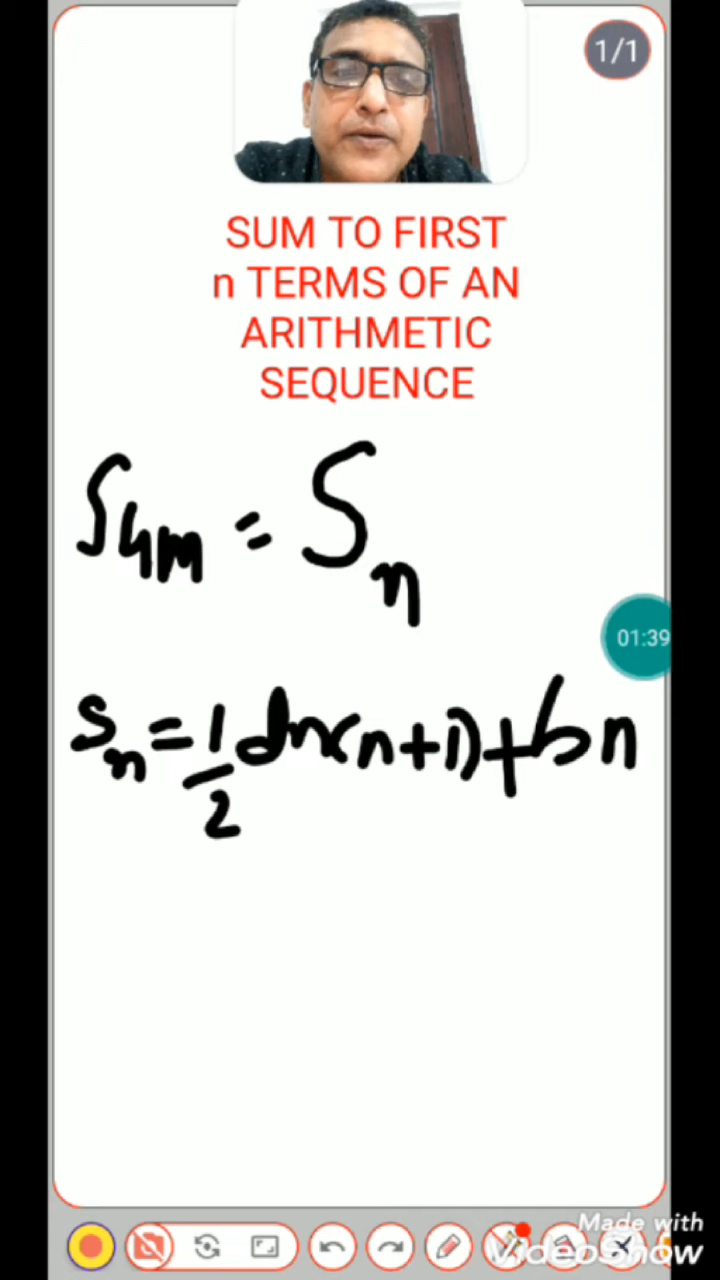 1/1
SUM TO FIRST
n TERMS OF AN
ARITHMETIC
SEQUENCE
Sum = Sn
01:39
Sn = 1/2 dn(n+1)+bn
Made with
VideoShow